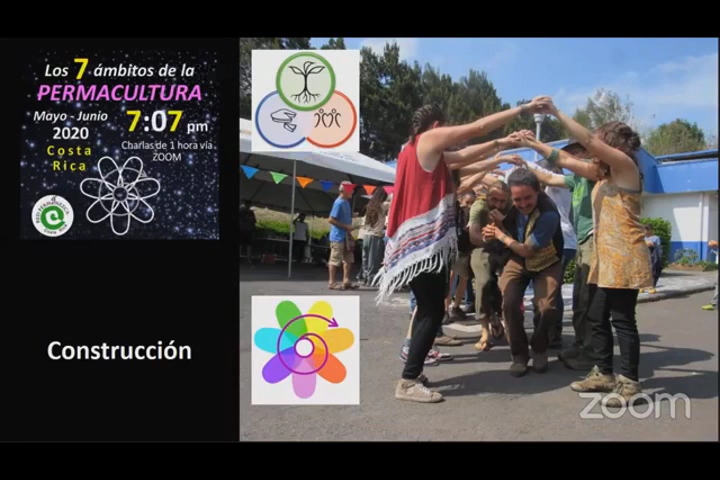 Los 7 ámbitos de la
PERMACULTURA
Mayo - Junio
2020
Costa
Rica
7:07 pm
Charlas de 1 hora vía
ZOOM
Construcción
zoom